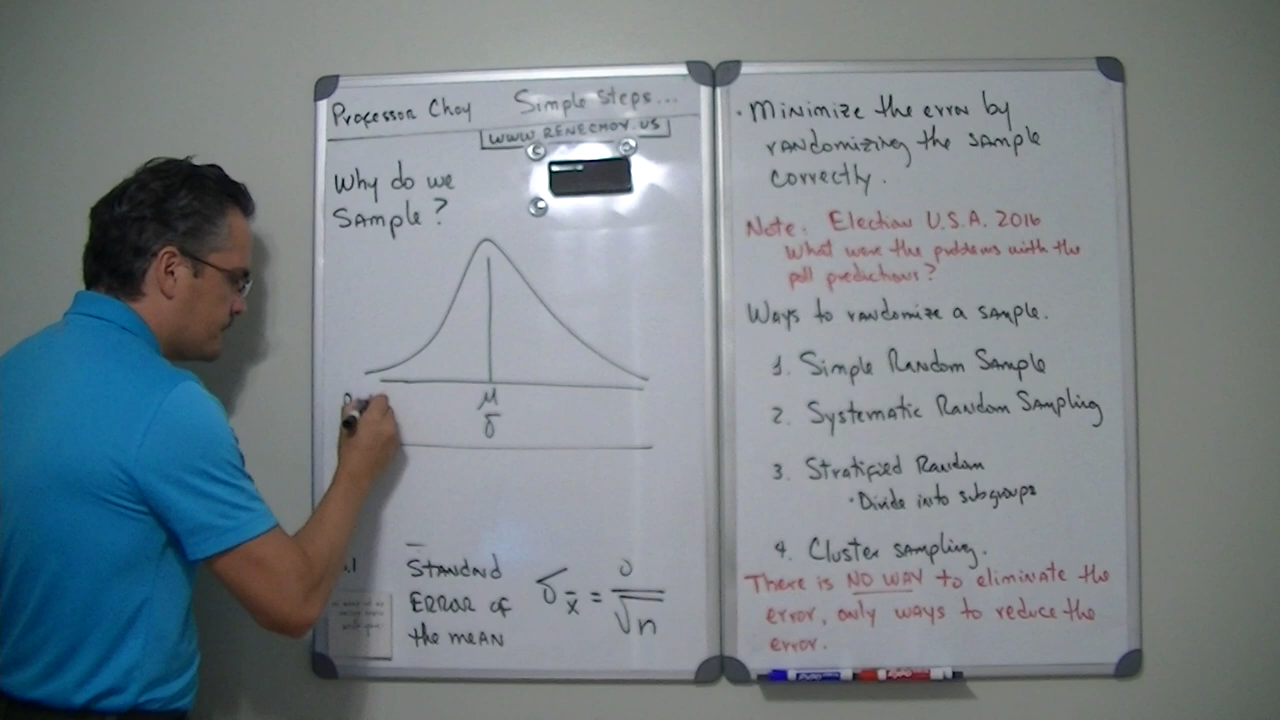 Professor Choy Simple Steps...
WWW.RENECHOY.US
Why do we
Sample?
μ
σ
Standad
Error of
the mean
σx̄ = σ/√n
• Minimize the error by
randomizing the sample
correctly.
Note: Election U.S.A. 2016
What were the problems with the
poll predictions?
Ways to randomize a sample.
1. Simple Random Sample
2. Systematic Random Sampling
3. Stratified Random
• Divide into subgroups
4. Cluster sampling.
There is NO WAY to eliminate the
error, only ways to reduce the
error.